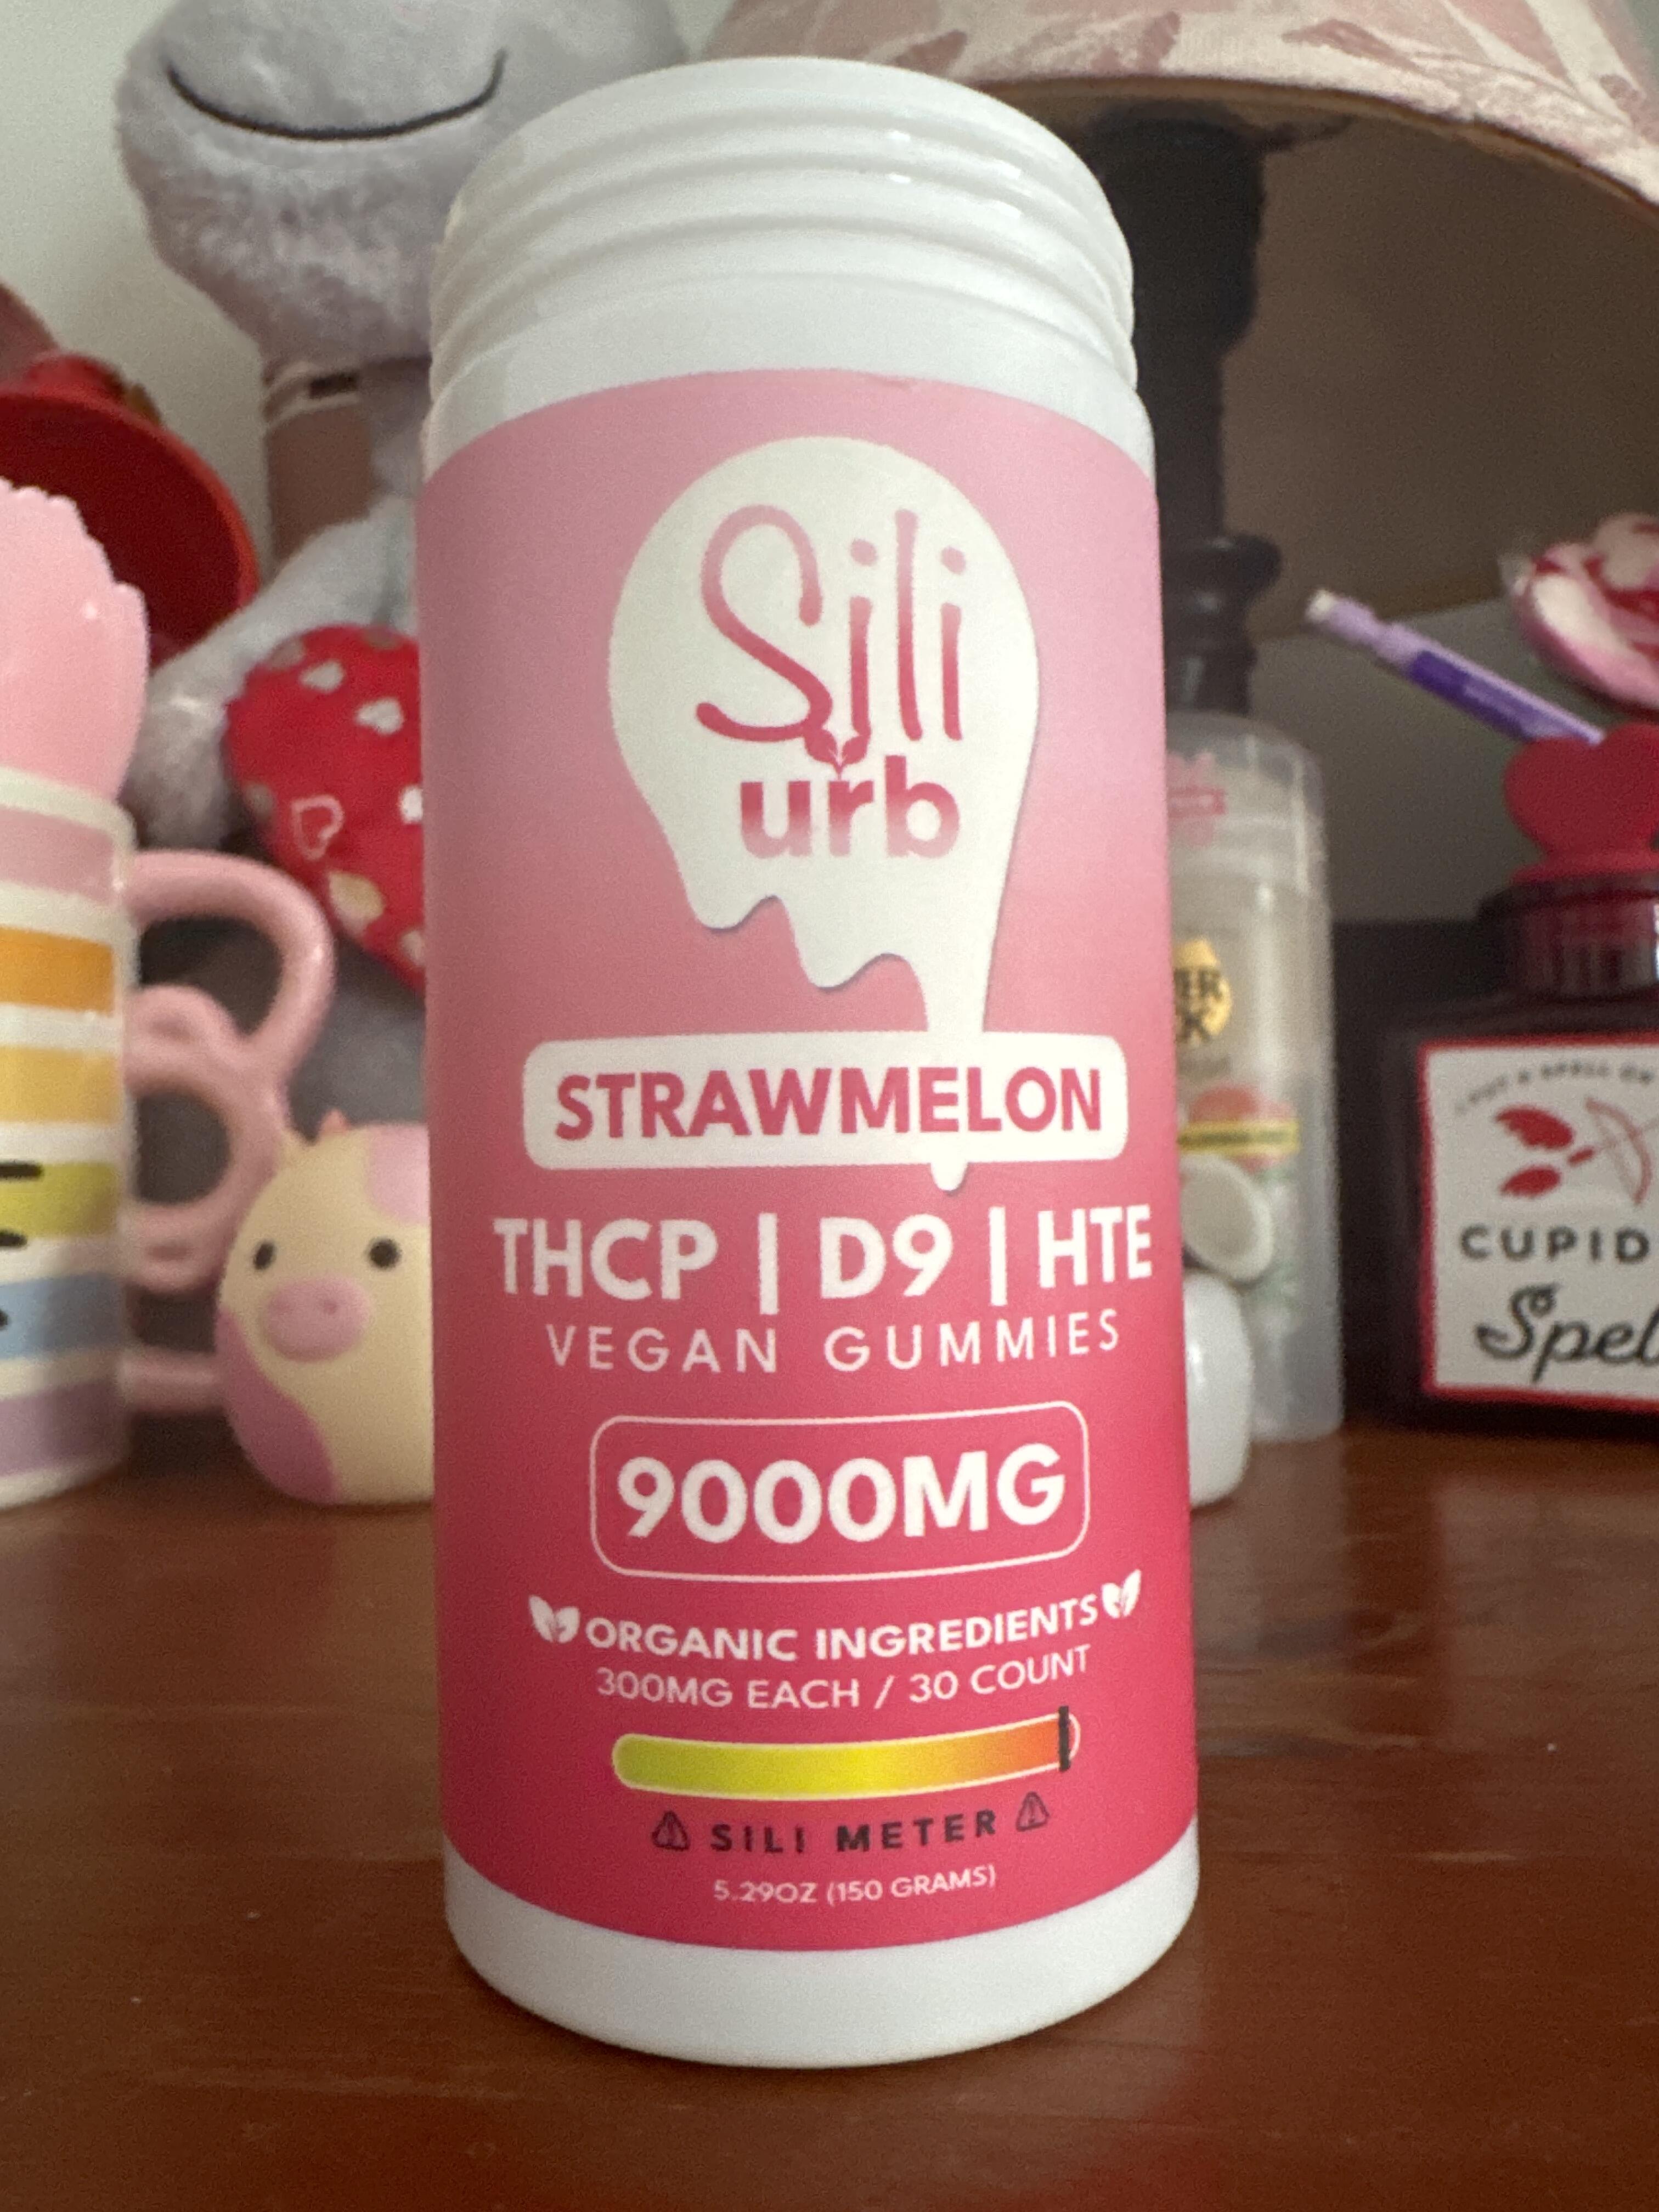 Sili
urb
STRAWMELON
THCP | D9 | HTE
VEGAN GUMMIES
9000MG
ORGANIC INGREDIENTS
300MG EACH / 30 COUNT
SILI METER
5.29OZ (150 GRAMS)
CUPID
Spel